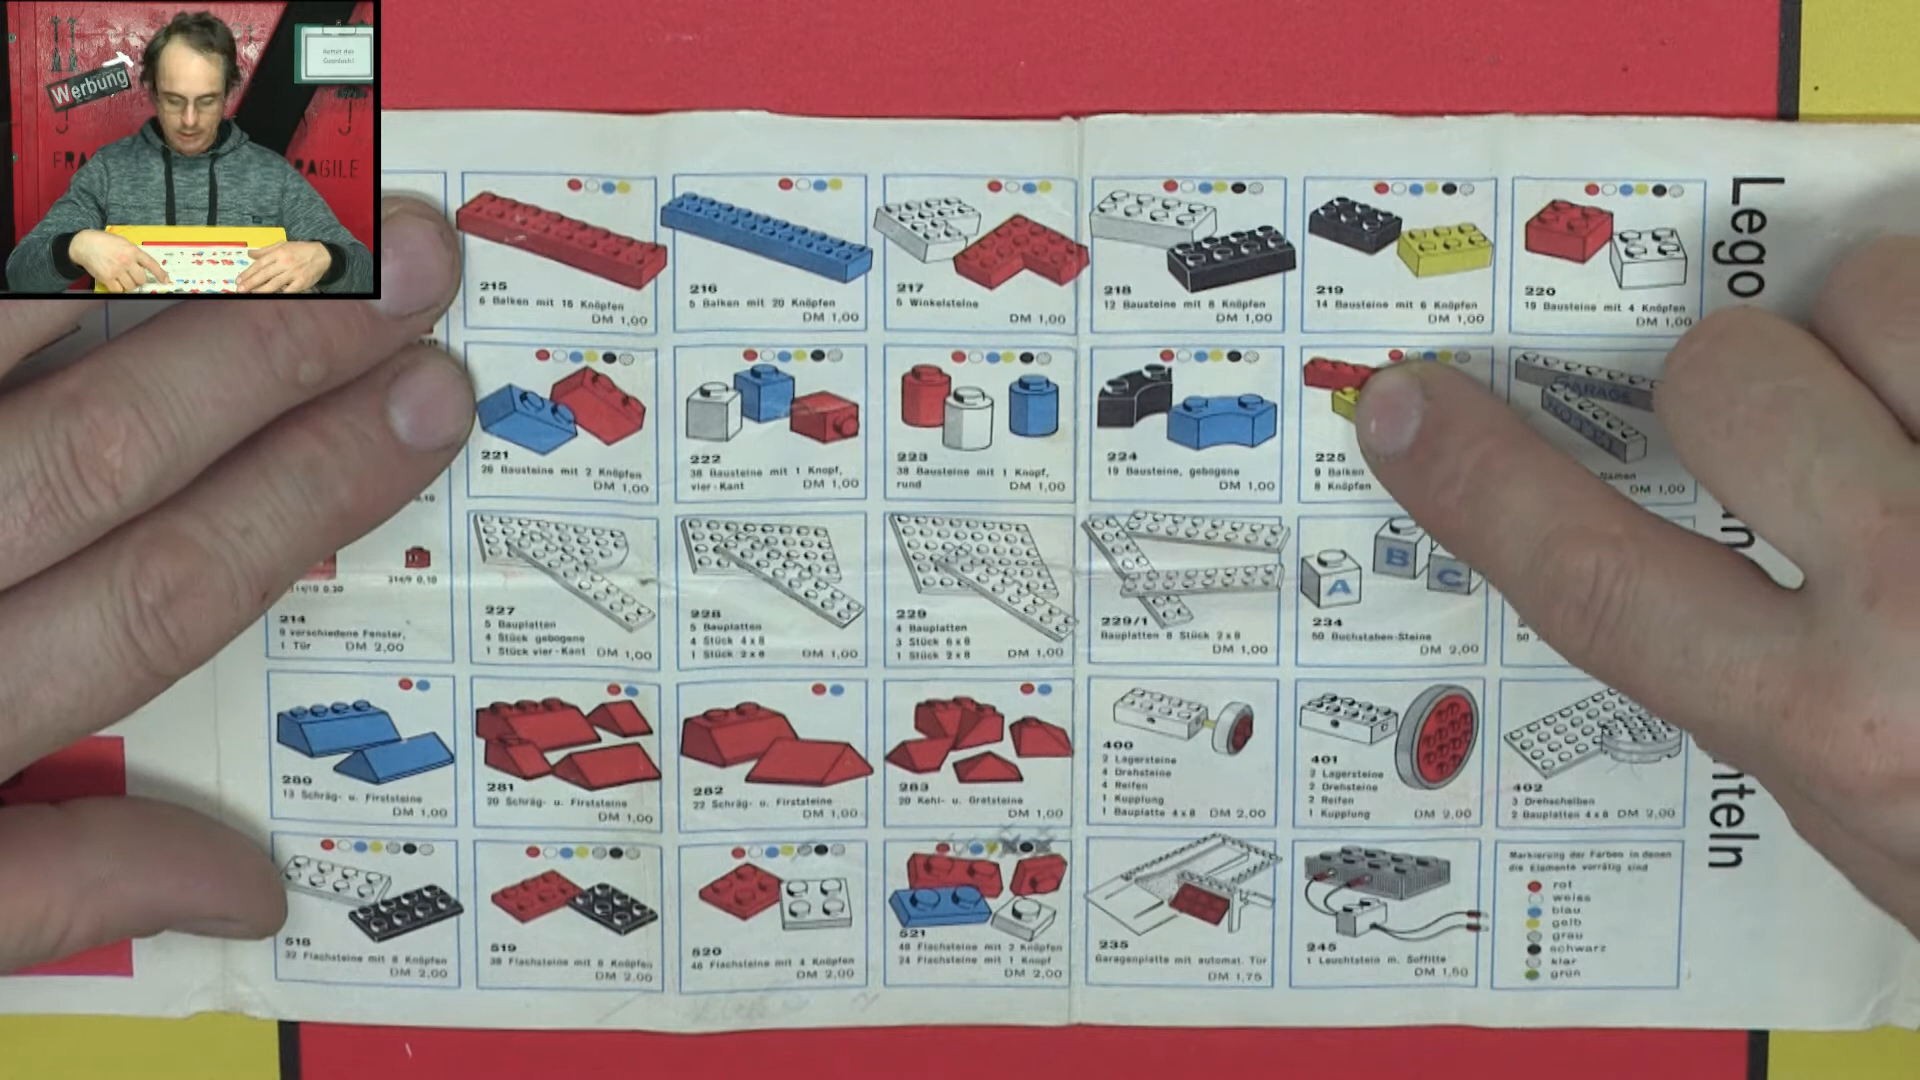 Werbung
FRA
RAGILE
Lego
nteln
215
6 Balken mit 16 Knöpfen
DM 1,00
216
5 Balken mit 20 Knöpfen
DM 1,00
217
6 Winkelsteine
DM 1,00
218
12 Bausteine mit 8 Knöpfen
DM 1,00
219
14 Bausteine mit 6 Knöpfen
DM 1,00
220
19 Bausteine mit 4 Knöpfen
DM 1,00
221
26 Bausteine mit 2 Knöpfen
DM 1,00
222
38 Bausteine mit 1 Knopf,
vier-Kant DM 1,00
223
38 Bausteine mit 1 Knopf,
rund DM 1,00
224
19 Bausteine, gebogene
DM 1,00
225
9 Balken
8 Knöpfen
GARAGE
HOTEL
Namen
DM 1,00
314/9 0,10
214
9 verschiedene Fenster,
1 Tür DM 2,00
227
5 Bauplatten
4 Stück gebogene
1 Stück vier-Kant DM 1,00
228
5 Bauplatten
4 Stück 4x8
1 Stück 2x8 DM 1,00
229
4 Bauplatten
3 Stück 6x8
1 Stück 2x8 DM 1,00
229/1
Bauplatten 8 Stück 2x8
DM 1,00
A
B
C
234
50 Buchstaben-Steine
DM 2,00
280
13 Schräg- u. Firststeine
DM 1,00
281
20 Schräg- u. Firststeine
DM 1,00
282
22 Schräg- u. Firststeine
DM 1,00
283
20 Kehl- u. Gratsteine
DM 1,00
400
2 Lagersteine
4 Drehsteine
4 Reifen
1 Kupplung
1 Bauplatte 4x8 DM 2,00
401
2 Lagersteine
2 Drehsteine
2 Reifen
1 Kupplung DM 2,00
402
3 Drehscheiben
2 Bauplatten 4x8 DM 2,00
518
32 Flachsteine mit 8 Knöpfen
DM 2,00
519
38 Flachsteine mit 6 Knöpfen
DM 2,00
520
46 Flachsteine mit 4 Knöpfen
DM 2,00
521
48 Flachsteine mit 2 Knöpfen
24 Flachsteine mit 1 Knopf
DM 2,00
235
Garagenplatte mit automat. Tür
DM 1,75
245
1 Leuchtstein m. Soffitte
DM 1,50
Markierung der Farben in denen
die Elemente vorrätig sind
rot
weiss
blau
gelb
grau
schwarz
klar
grün